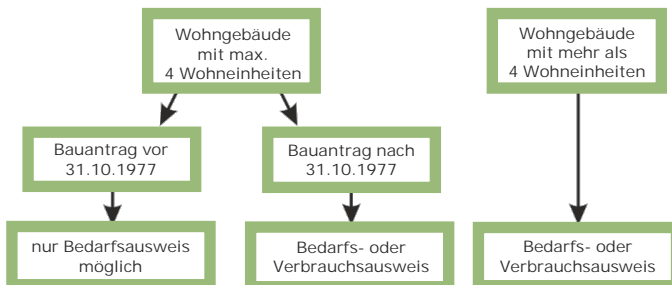 Wohngebäude
mit max.
4 Wohneinheiten
Wohngebäude
mit mehr als
4 Wohneinheiten
Bauantrag vor
31.10.1977
Bauantrag nach
31.10.1977
nur Bedarfsausweis
möglich
Bedarfs- oder
Verbrauchsausweis
Bedarfs- oder
Verbrauchsausweis